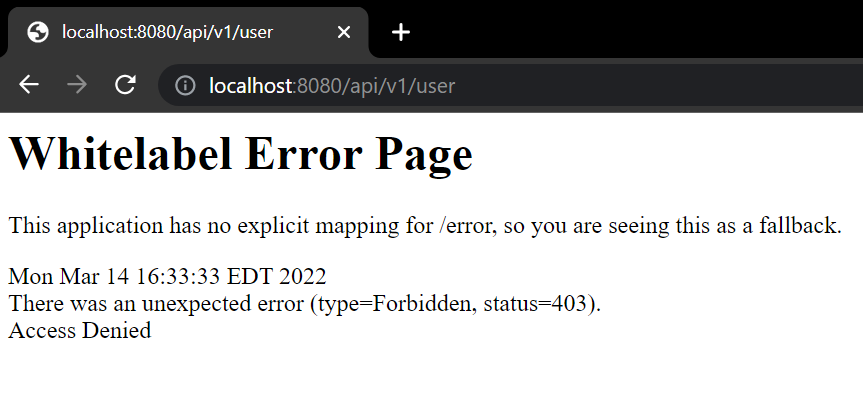 localhost:8080/api/v1/user
localhost:8080/api/v1/user
Whitelabel Error Page
This application has no explicit mapping for /error, so you are seeing this as a fallback.
Mon Mar 14 16:33:33 EDT 2022
There was an unexpected error (type=Forbidden, status=403).
Access Denied